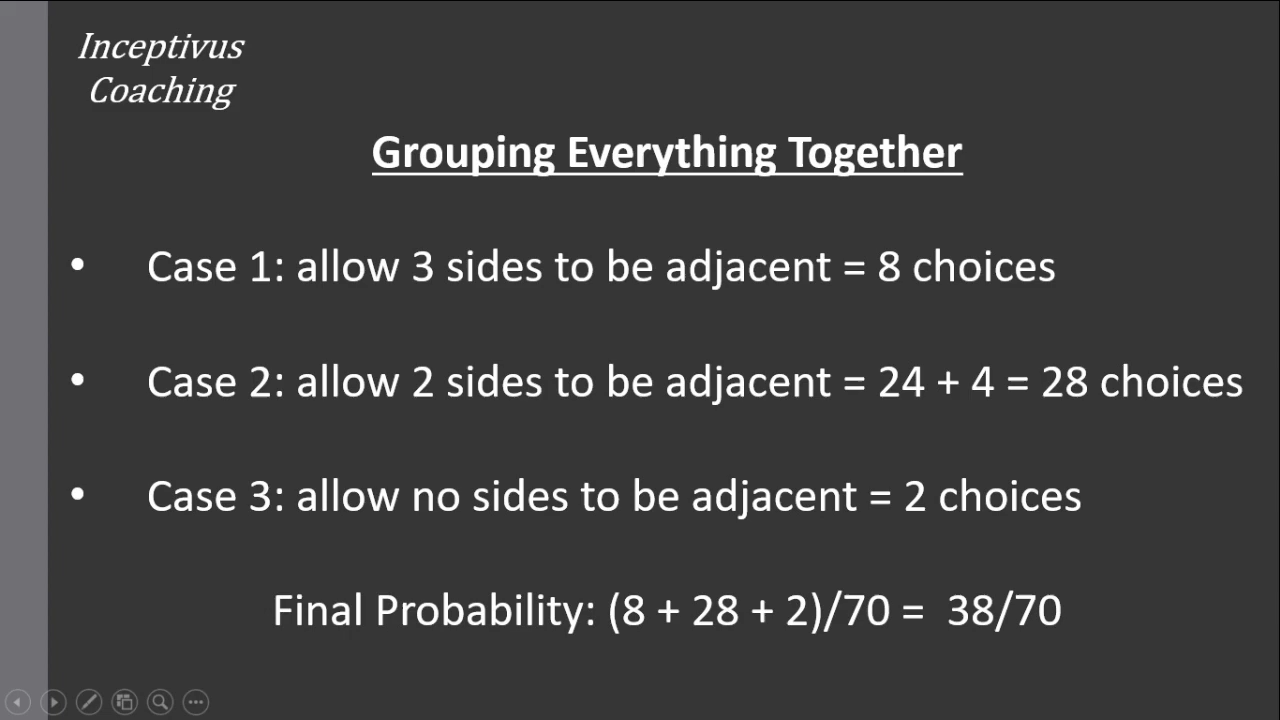 Inceptivus
Coaching
Grouping Everything Together
• Case 1: allow 3 sides to be adjacent = 8 choices
• Case 2: allow 2 sides to be adjacent = 24 + 4 = 28 choices
• Case 3: allow no sides to be adjacent = 2 choices
Final Probability: (8 + 28 + 2)/70 = 38/70